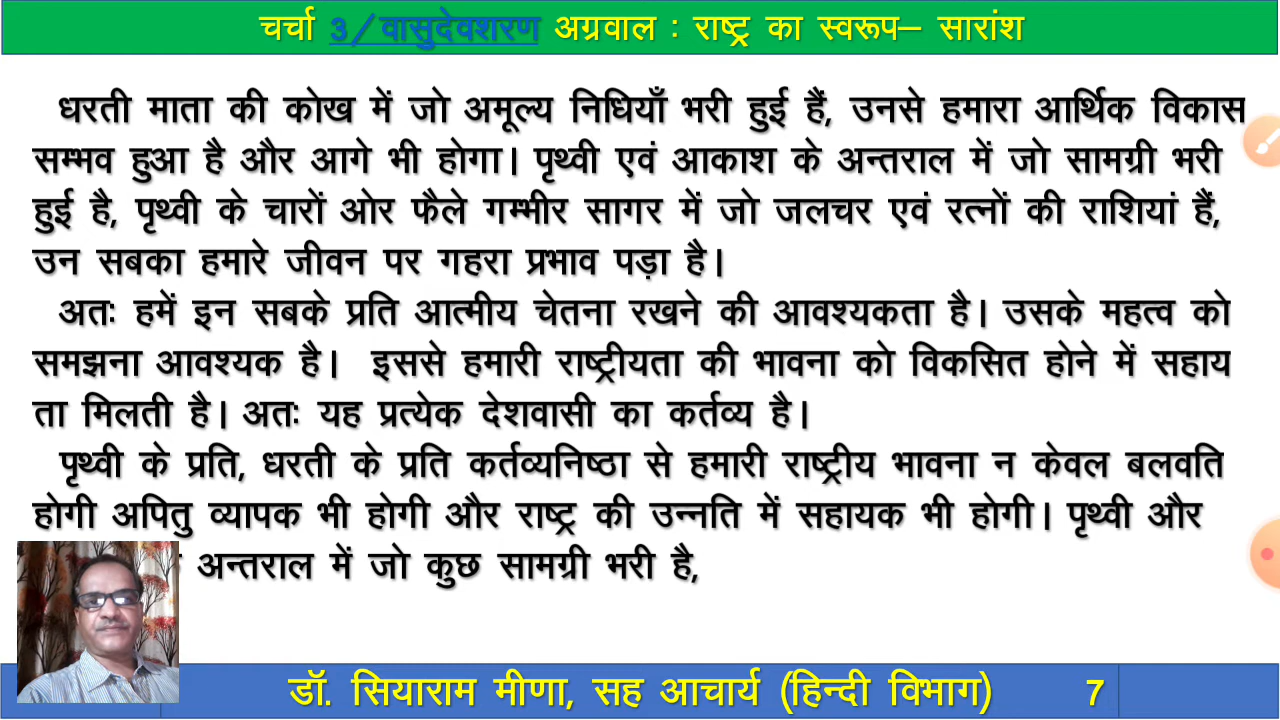 चर्चा 3/वासुदेवशरण अग्रवाल : राष्ट्र का स्वरूप– सारांश
धरती माता की कोख में जो अमूल्य निधियाँ भरी हुई हैं, उनसे हमारा आर्थिक विकास
सम्भव हुआ है और आगे भी होगा। पृथ्वी एवं आकाश के अन्तराल में जो सामग्री भरी
हुई है, पृथ्वी के चारों ओर फैले गम्भीर सागर में जो जलचर एवं रत्नों की राशियां हैं,
उन सबका हमारे जीवन पर गहरा प्रभाव पड़ा है।
अतः हमें इन सबके प्रति आत्मीय चेतना रखने की आवश्यकता है। उसके महत्व को
समझना आवश्यक है। इससे हमारी राष्ट्रीयता की भावना को विकसित होने में सहाय
ता मिलती है। अतः यह प्रत्येक देशवासी का कर्तव्य है।
पृथ्वी के प्रति, धरती के प्रति कर्तव्यनिष्ठा से हमारी राष्ट्रीय भावना न केवल बलवति
होगी अपितु व्यापक भी होगी और राष्ट्र की उन्नति में सहायक भी होगी। पृथ्वी और
अन्तराल में जो कुछ सामग्री भरी है,
डॉ. सियाराम मीणा, सह आचार्य (हिन्दी विभाग) 7